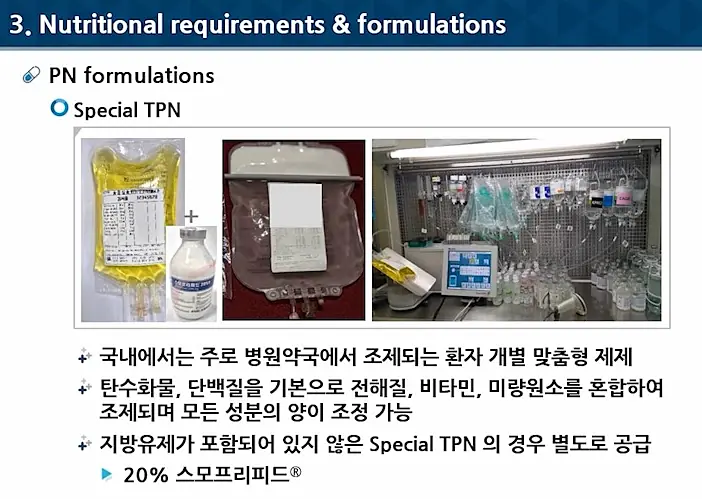 3. Nutritional requirements & formulations
PN formulations
Special TPN
+
국내에서는 주로 병원약국에서 조제되는 환자 개별 맞춤형 제제
탄수화물, 단백질을 기본으로 전해질, 비타민, 미량원소를 혼합하여
조제되며 모든 성분의 양이 조정 가능
지방유제가 포함되어 있지 않은 Special TPN 의 경우 별도로 공급
20% 스모프리피드®